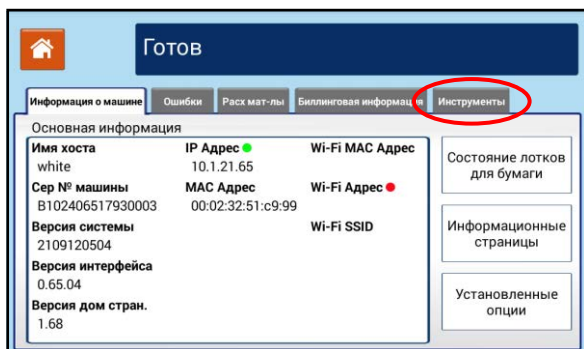 Готов
Информация о машине Ошибки Расх мат-лы Биллинговая информация Инструменты
Основная информация
Имя хоста IP Адрес Wi-Fi MAC Адрес
white 10.1.21.65
Сер № машины MAC Адрес Wi-Fi Адрес
B102406517930003 00:02:32:51:c9:99
Версия системы Wi-Fi SSID
2109120504
Версия интерфейса
0.65.04
Версия дом стран.
1.68
Состояние лотков
для бумаги
Информационные
страницы
Установленные
опции